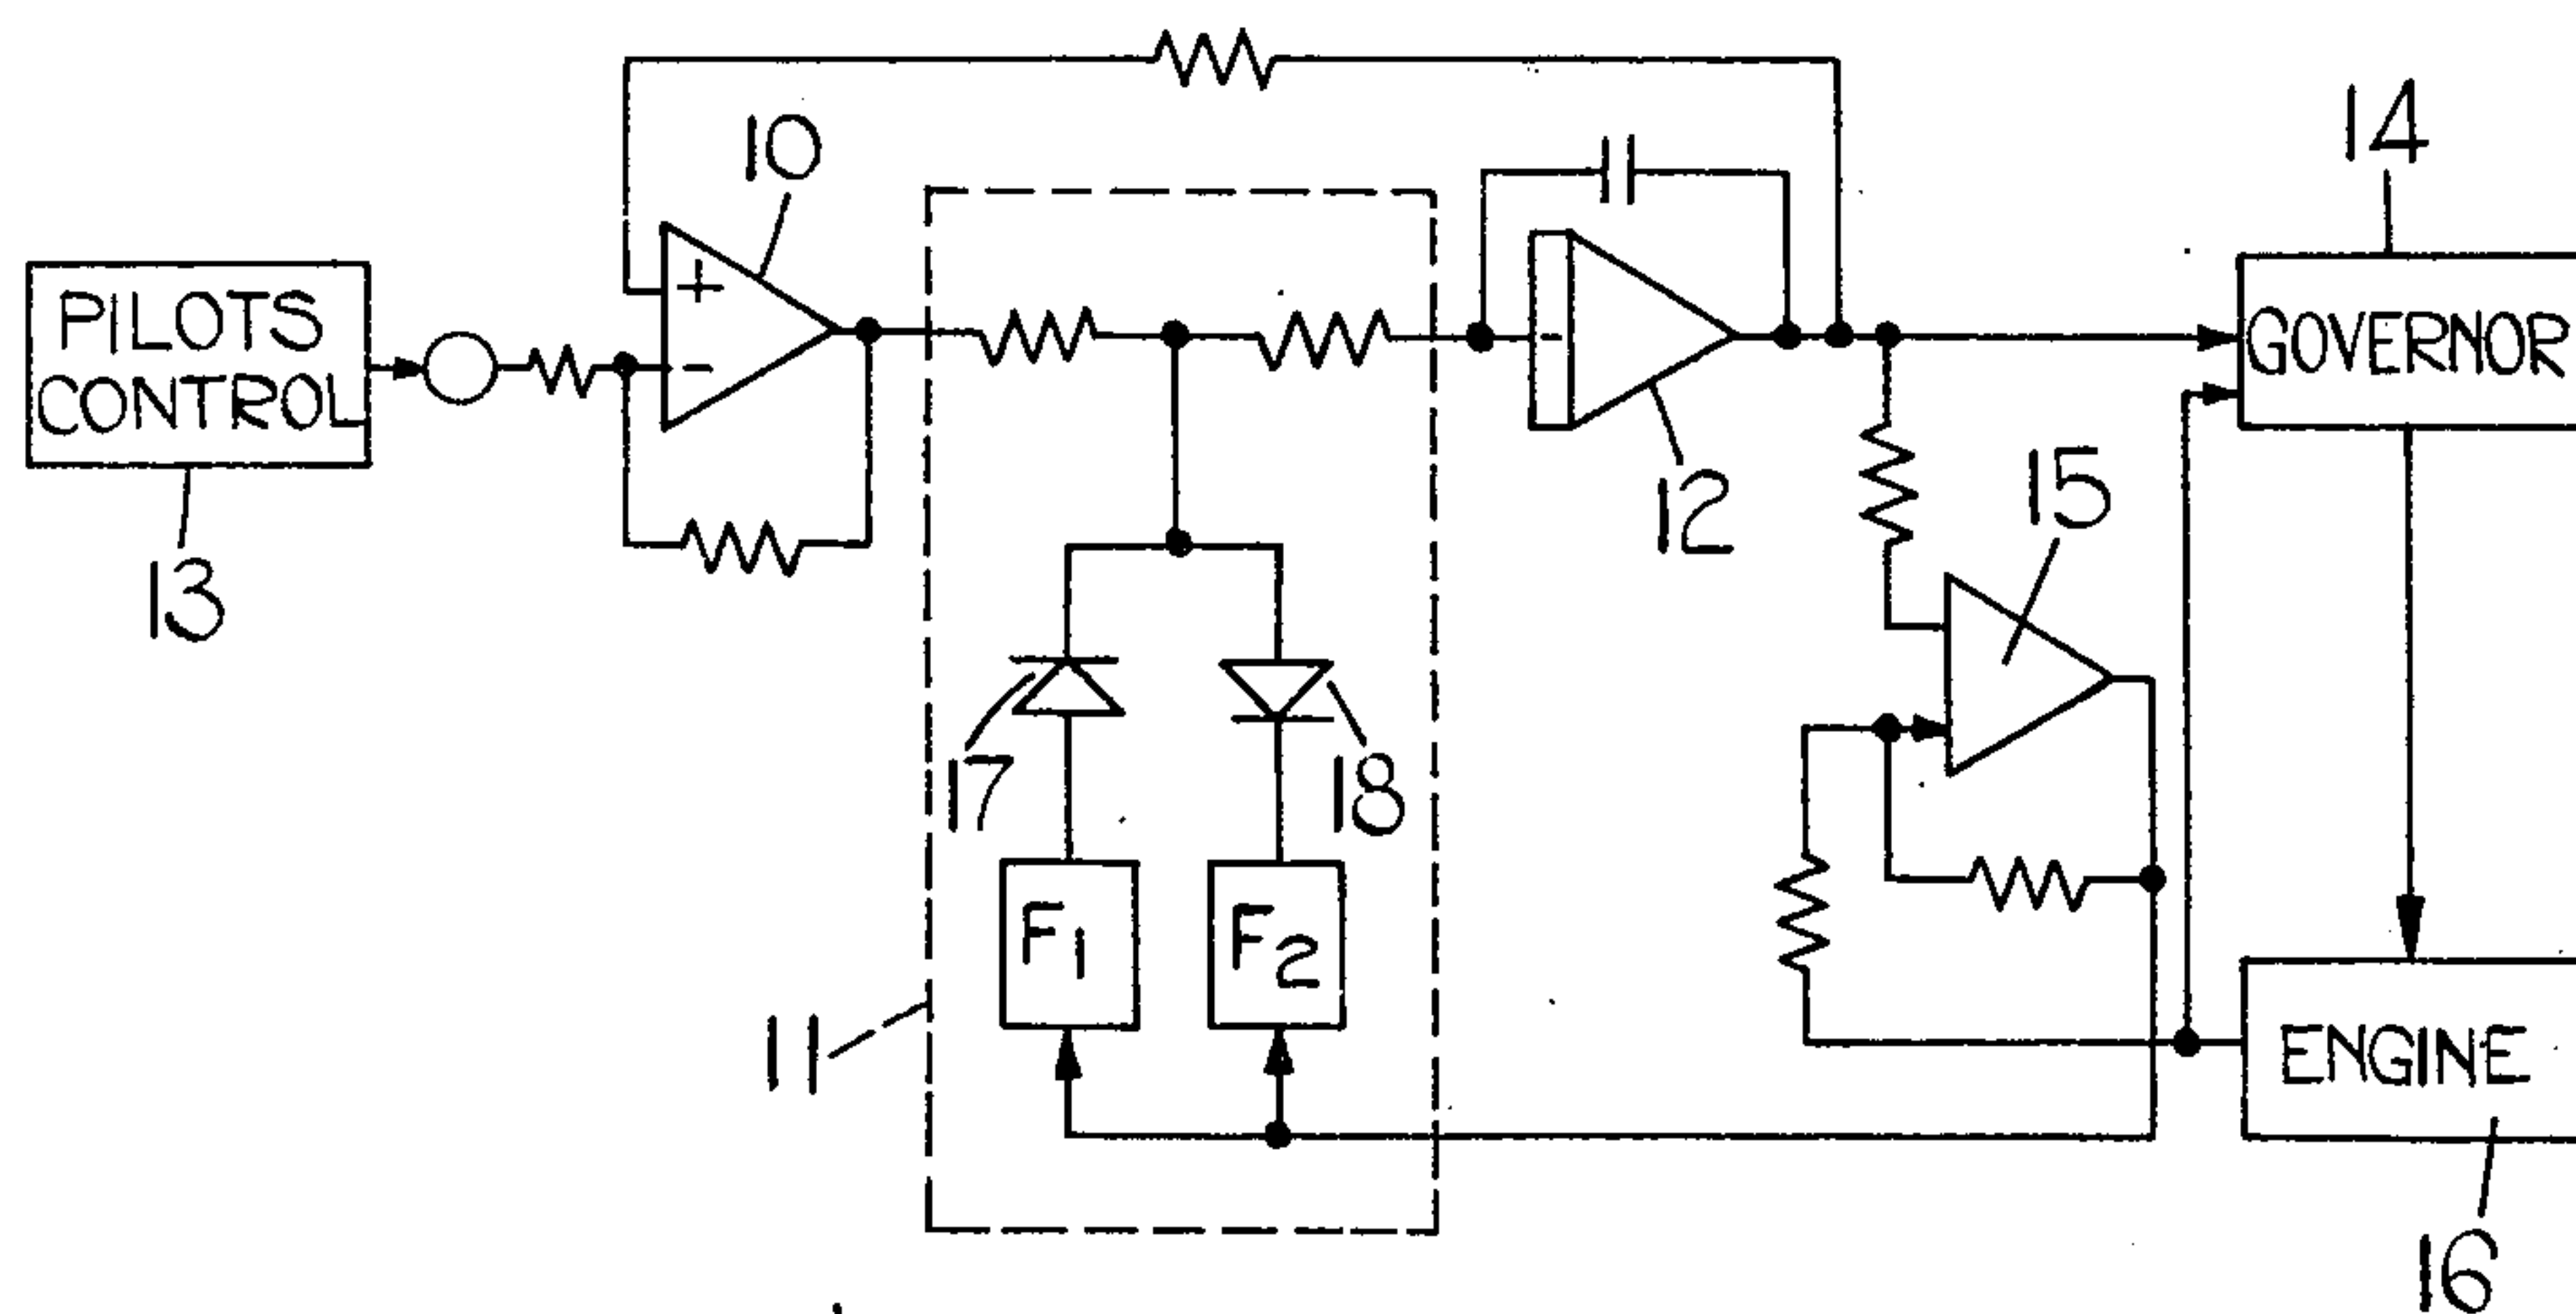 10
14
PILOTS
CONTROL
+
-
-
GOVERNOR
12
15
13
17
18
F1
F2
11
ENGINE
16